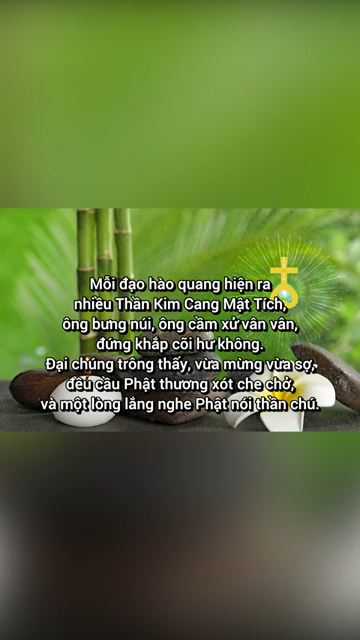 Mỗi đạo hào quang hiện ra
nhiều Thần Kim Cang Mật Tích,
ông bưng núi, ông cầm xử vân vân,
đứng khắp cõi hư không.
Đại chúng trông thấy, vừa mừng vừa sợ,
đều cầu Phật thương xót che chở,
và một lòng lắng nghe Phật nói thần chú.